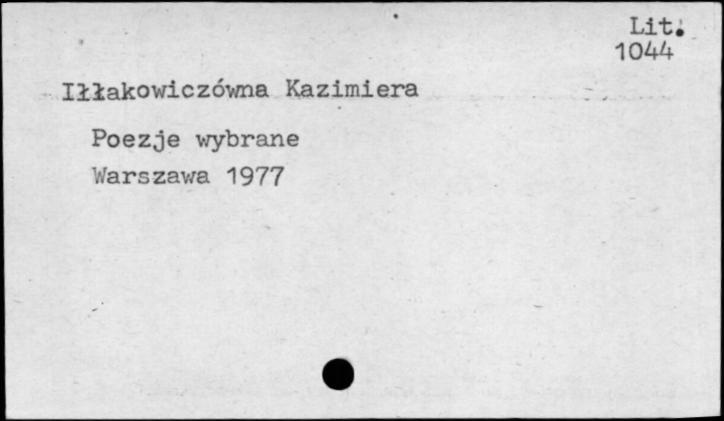 Lit.
1044
Iłłakowiczówna Kazimiera
Poezje wybrane
Warszawa 1977